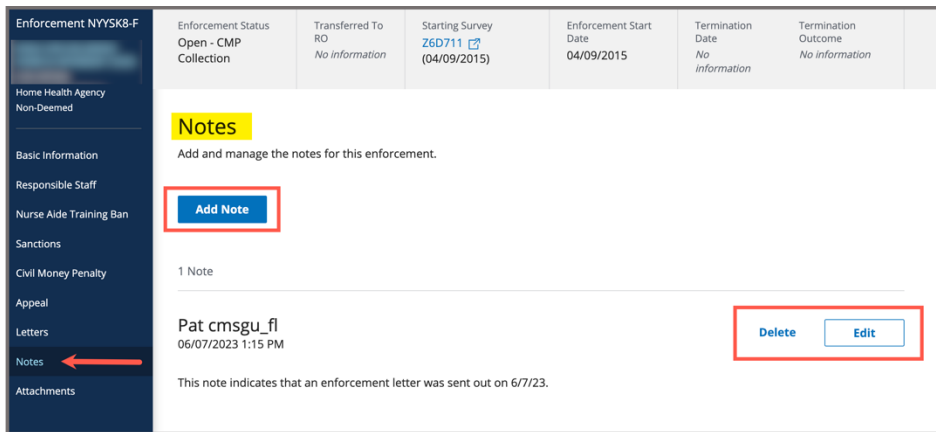 Enforcement NYYSK8-F
Home Health Agency
Non-Deemed
Basic Information
Responsible Staff
Nurse Aide Training Ban
Sanctions
Civil Money Penalty
Appeal
Letters
Notes
Attachments
Enforcement Status
Open - CMP
Collection
Transferred To
RO
No information
Starting Survey
Z6D711
(04/09/2015)
Enforcement Start
Date
04/09/2015
Termination
Date
No
information
Termination
Outcome
No information
Notes
Add and manage the notes for this enforcement.
Add Note
1 Note
Pat cmsgu_fl
06/07/2023 1:15 PM
Delete
Edit
This note indicates that an enforcement letter was sent out on 6/7/23.